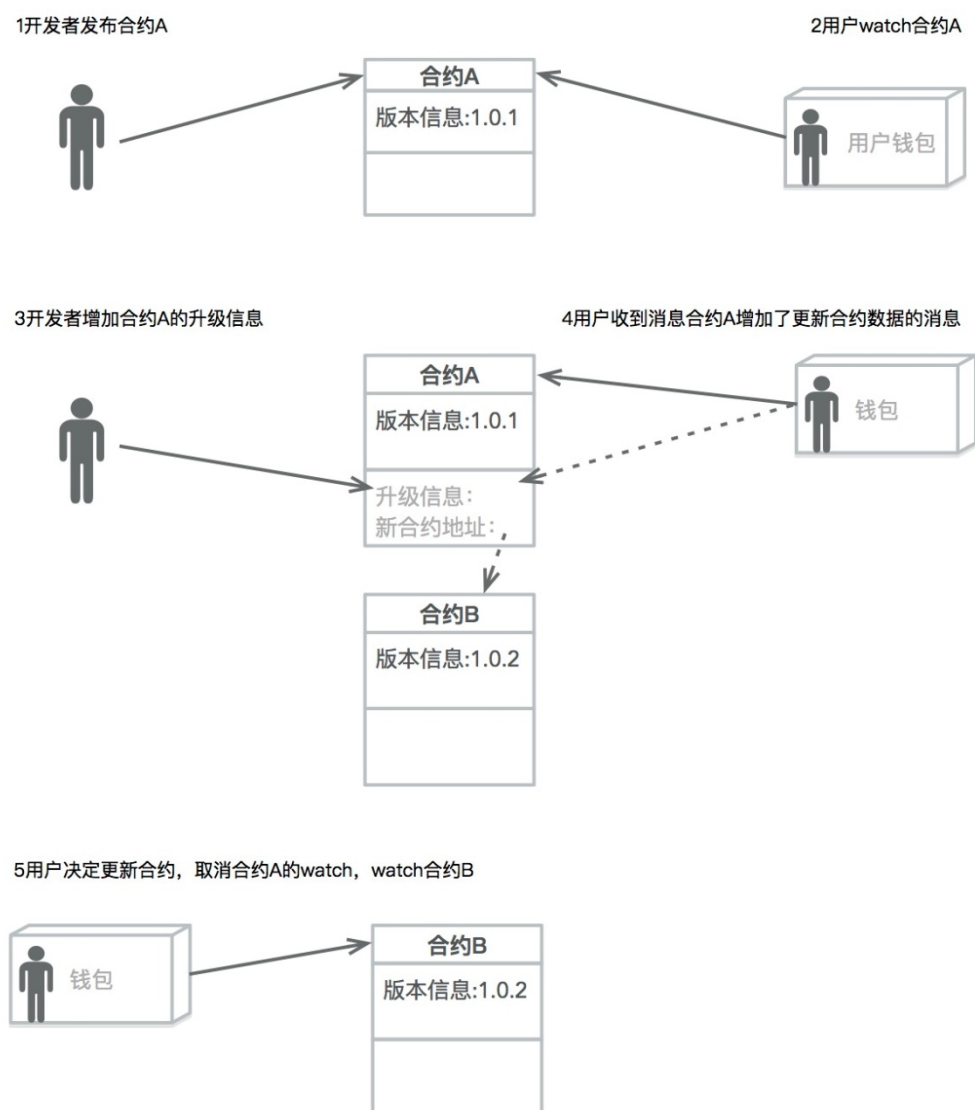 1开发者发布合约A
2用户watch合约A
合约A
版本信息:1.0.1
用户钱包
3开发者增加合约A的升级信息
4用户收到消息合约A增加了更新合约数据的消息
合约A
版本信息:1.0.1
钱包
升级信息:
新合约地址:
合约B
版本信息:1.0.2
5用户决定更新合约，取消合约A的watch，watch合约B
钱包
合约B
版本信息:1.0.2